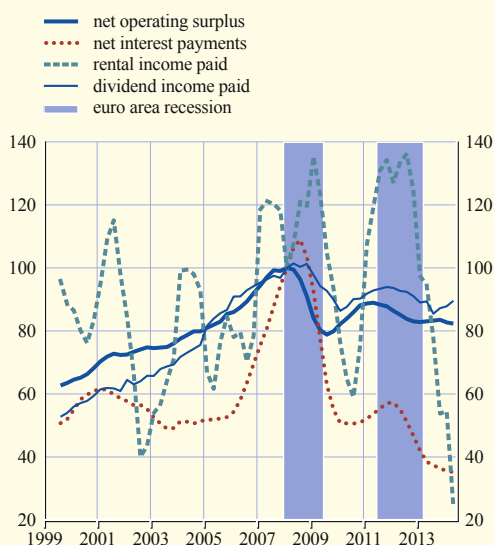 net operating surplus
net interest payments
rental income paid
dividend income paid
euro area recession
140 140
120 120
100 100
80 80
60 60
40 40
20 20
1999 2001 2003 2005 2007 2009 2011 2013